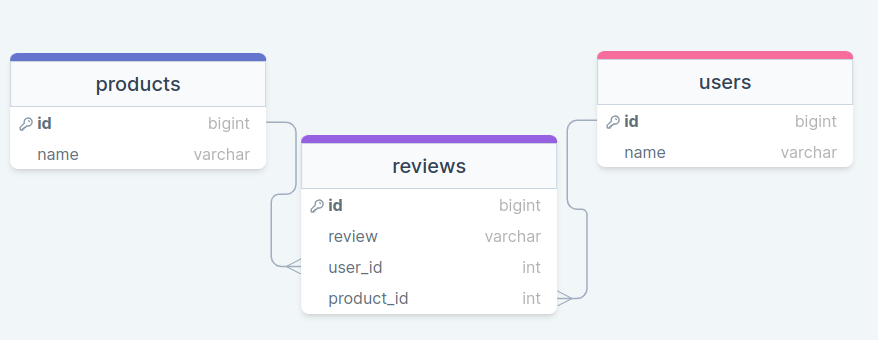 products
id bigint
name varchar
reviews
id bigint
review varchar
user_id int
product_id int
users
id bigint
name varchar